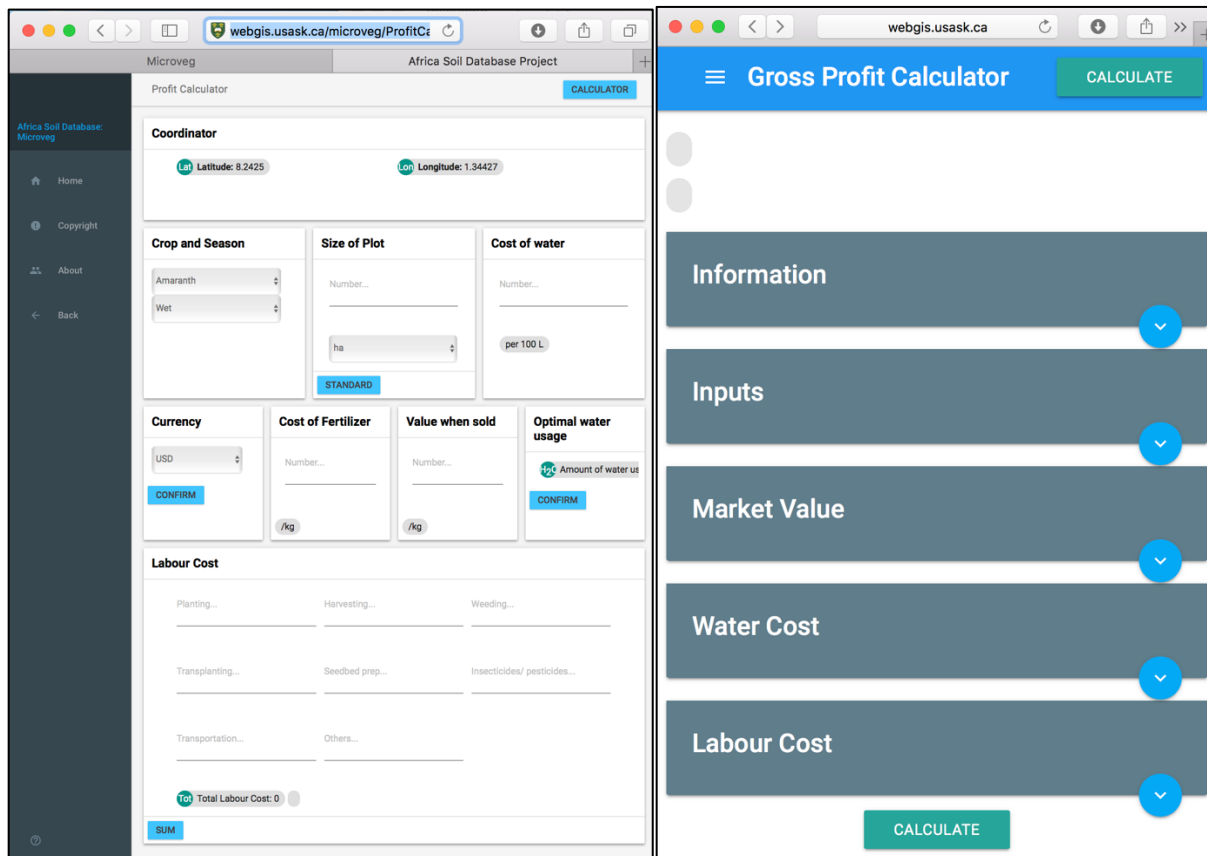 webgis.usask.ca/microveg/ProfitCa
Microveg
Africa Soil Database Project
Africa Soil Database:
Microveg
Home
Copyright
About
Back
Profit Calculator
CALCULATOR
Coordinator
Lat Latitude: 8.2425
Lon Longitude: 1.34427
Crop and Season
Amaranth
Wet
Size of Plot
Number...
ha
STANDARD
Cost of water
Number...
per 100 L
Currency
USD
CONFIRM
Cost of Fertilizer
Number...
/kg
Value when sold
Number...
/kg
Optimal water
usage
H2O Amount of water us
CONFIRM
Labour Cost
Planting...
Harvesting...
Weeding...
Transplanting...
Seedbed prep...
Insecticides/ pesticides...
Transportation...
Others...
Tot Total Labour Cost: 0
SUM
webgis.usask.ca
Gross Profit Calculator
CALCULATE
Information
Inputs
Market Value
Water Cost
Labour Cost
CALCULATE